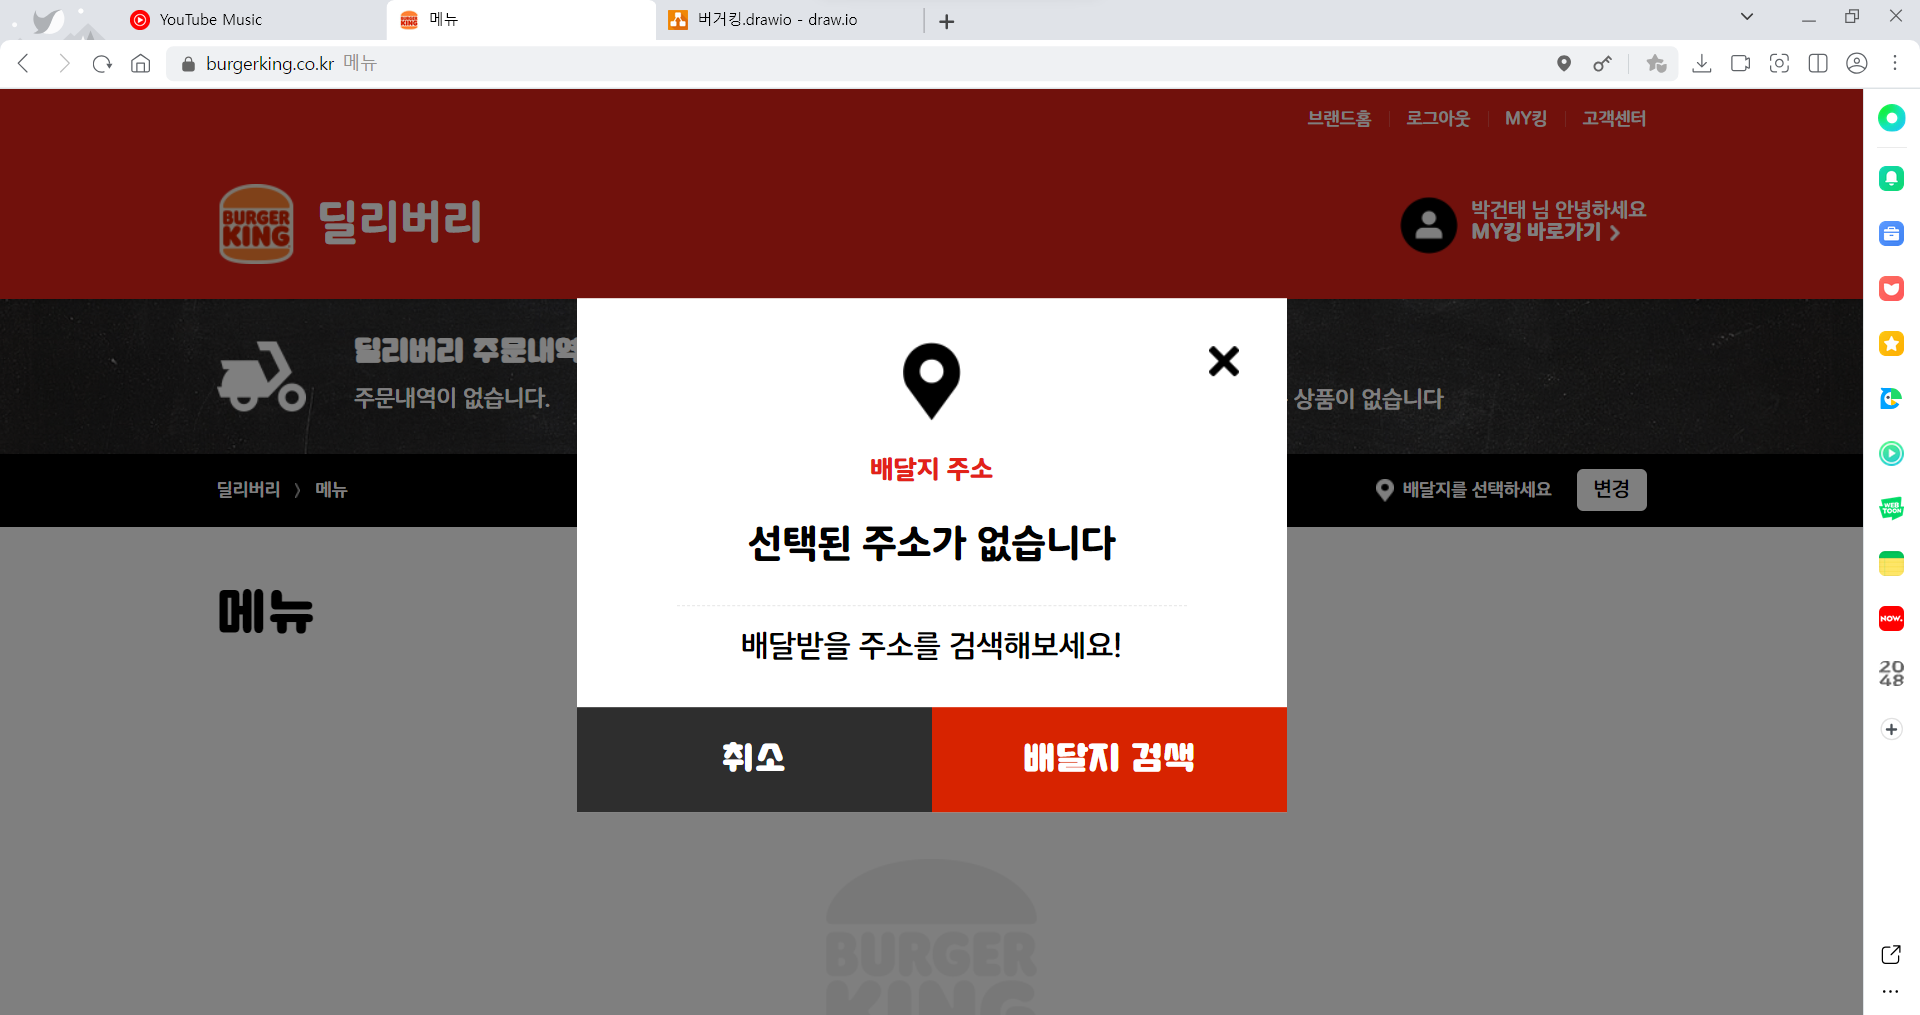 YouTube Music
메뉴
버거킹.drawio - draw.io
burgerking.co.kr 메뉴
브랜드홈 로그아웃 MY킹 고객센터
BURGER KING
딜리버리
박건태 님 안녕하세요
MY킹 바로가기
딜리버리 주문내역
주문내역이 없습니다.
상품이 없습니다
딜리버리 > 메뉴
배달지를 선택하세요 변경
메뉴
배달지 주소
선택된 주소가 없습니다
배달받을 주소를 검색해보세요!
취소
배달지 검색
BURGER
KING
WEB
TOON
NOW.
20
48